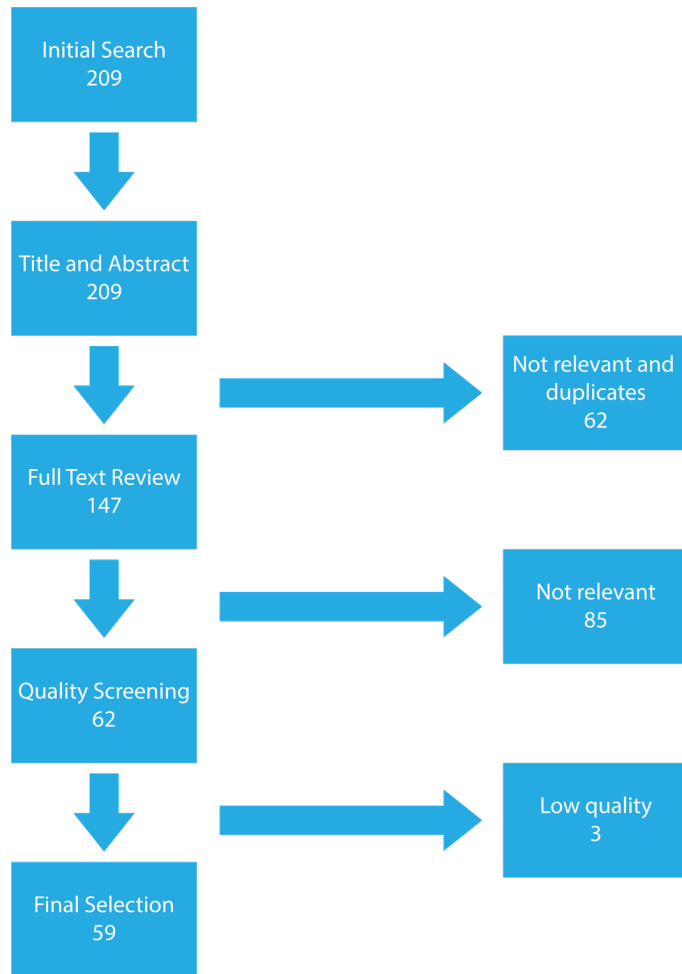 Initial Search
209
Title and Abstract
209
Not relevant and
duplicates
62
Full Text Review
147
Not relevant
85
Quality Screening
62
Low quality
3
Final Selection
59